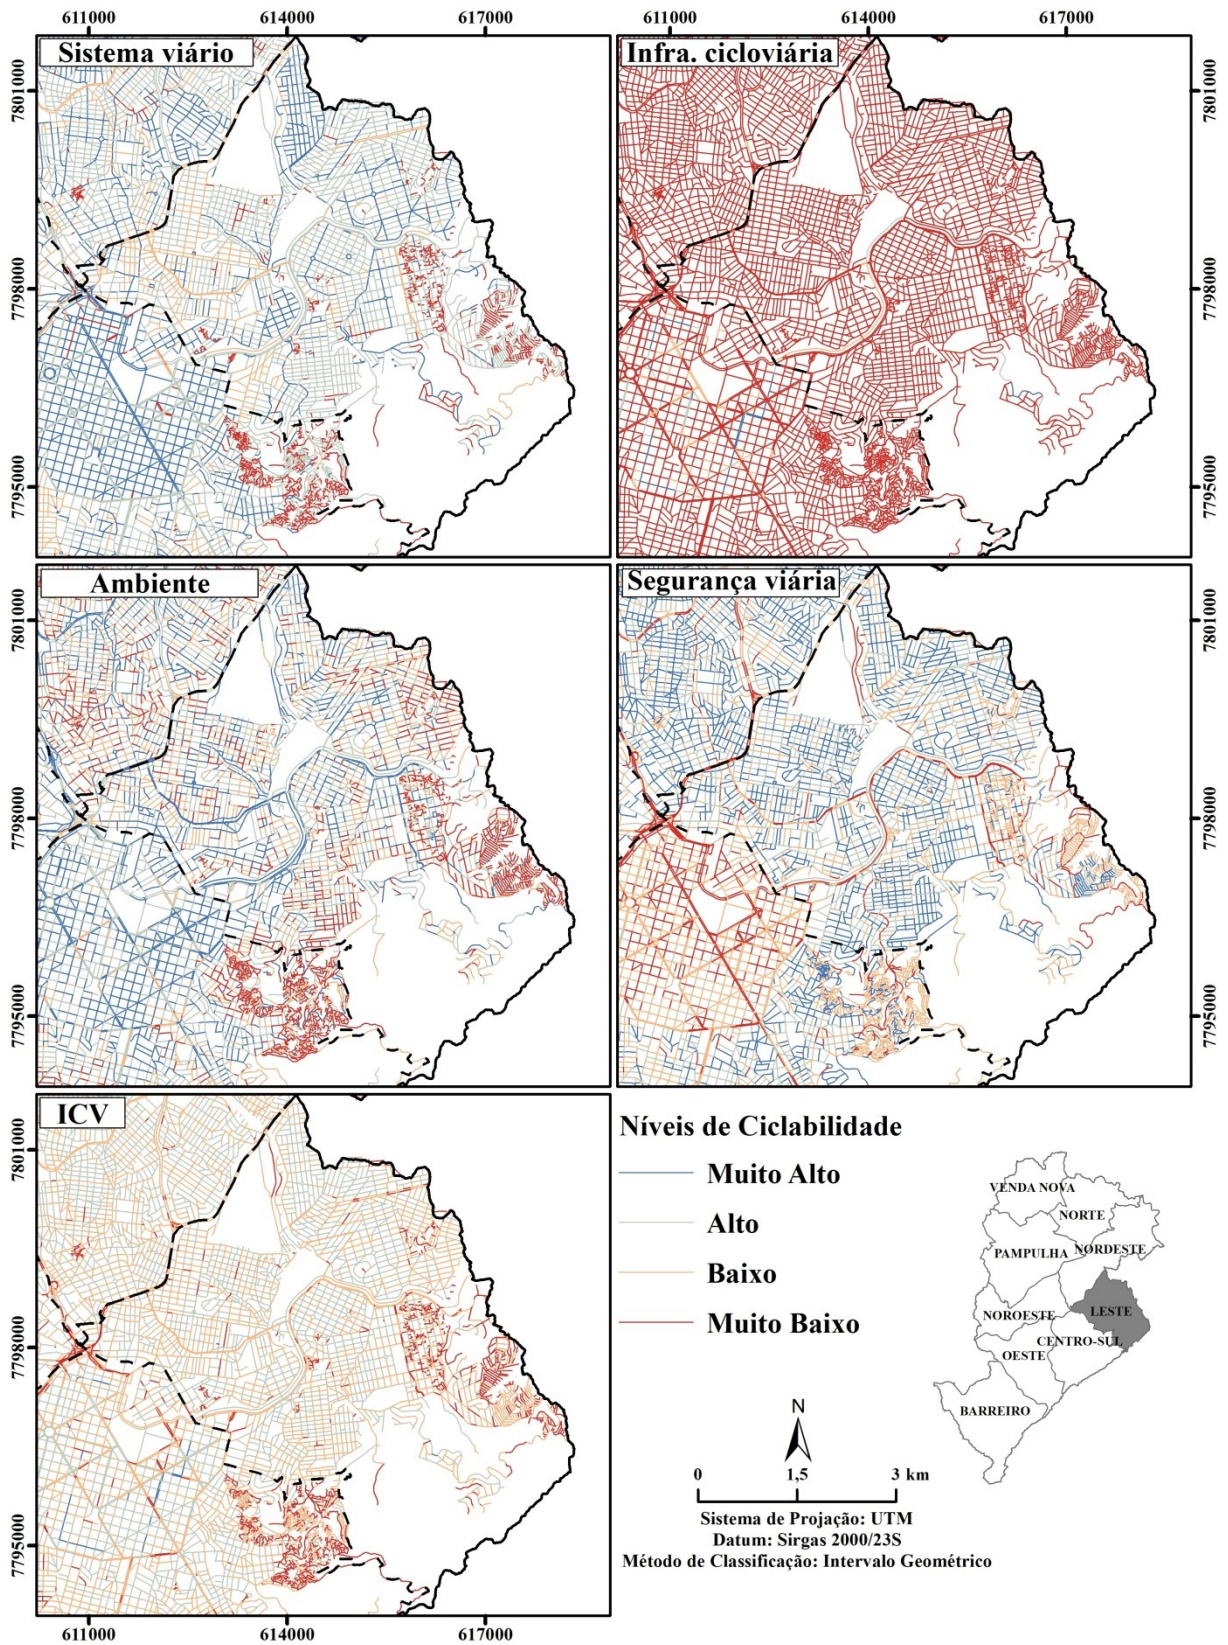 611000
614000
617000
611000
614000
617000
Sistema viário
Infra. cicloviária
7801000
7798000
7795000
7801000
7798000
7795000
Ambiente
Segurança viária
7801000
7798000
7795000
7801000
7798000
7795000
ICV
7801000
7798000
7795000
611000
614000
617000
Níveis de Ciclabilidade
Muito Alto
Alto
Baixo
Muito Baixo
VENDA NOVA
NORTE
PAMPULHA
NORDESTE
LESTE
NOROESTE
CENTRO-SUL
OESTE
BARREIRO
N
0 1,5 3 km
Sistema de Projação: UTM
Datum: Sirgas 2000/23S
Método de Classificação: Intervalo Geométrico